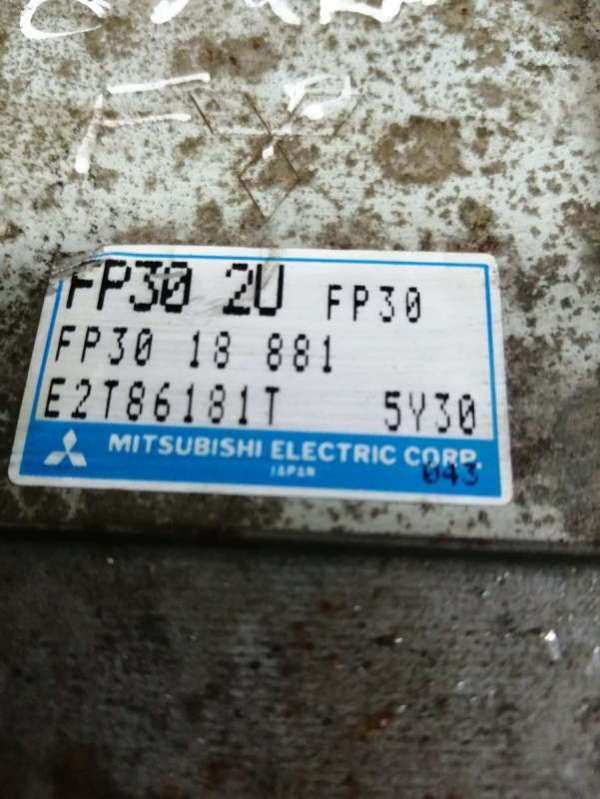 FP30 2U FP30
FP30 18 881
E2T86181T 5Y30
MITSUBISHI ELECTRIC CORP.
JAPAN 043